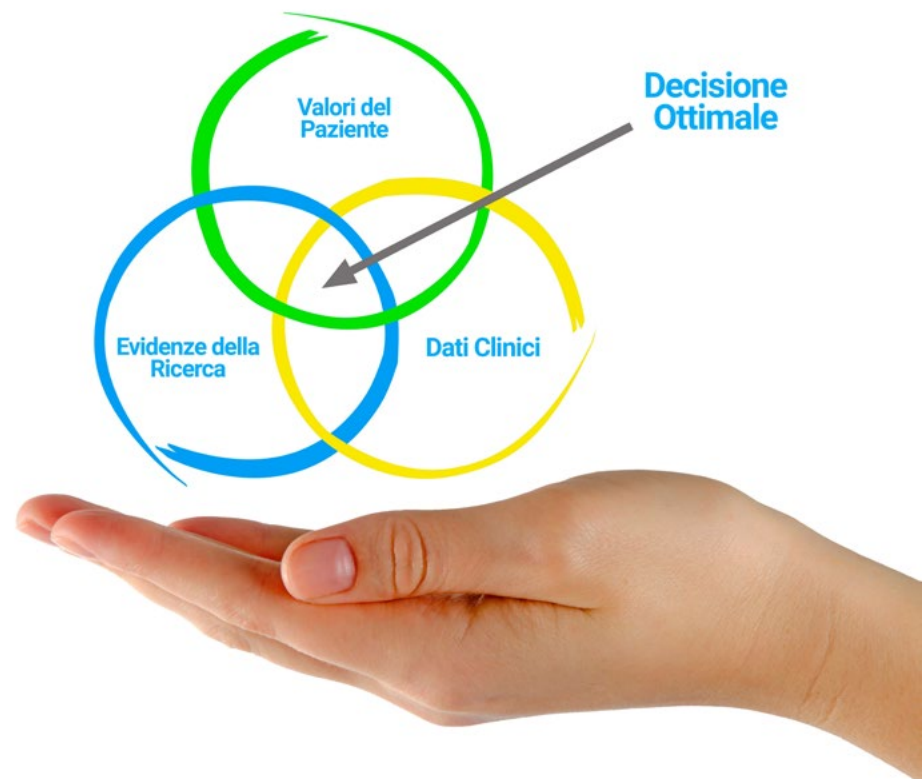 Valori del
Paziente
Decisione
Ottimale
Evidenze della
Ricerca
Dati Clinici